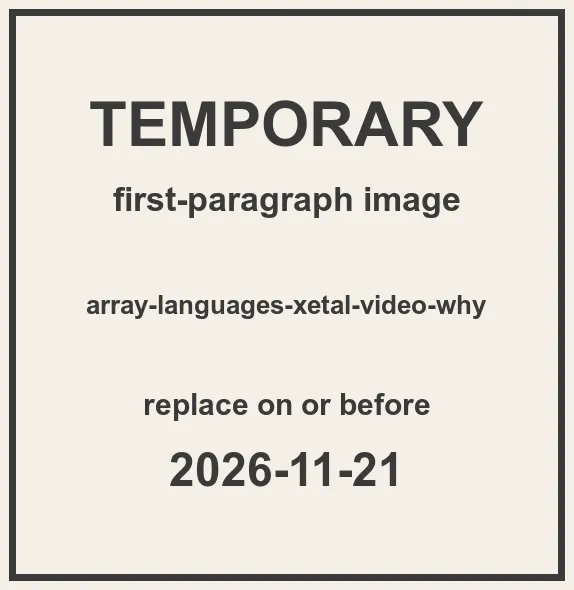 TEMPORARY
first-paragraph image
array-languages-xetal-video-why
replace on or before
2026-11-21